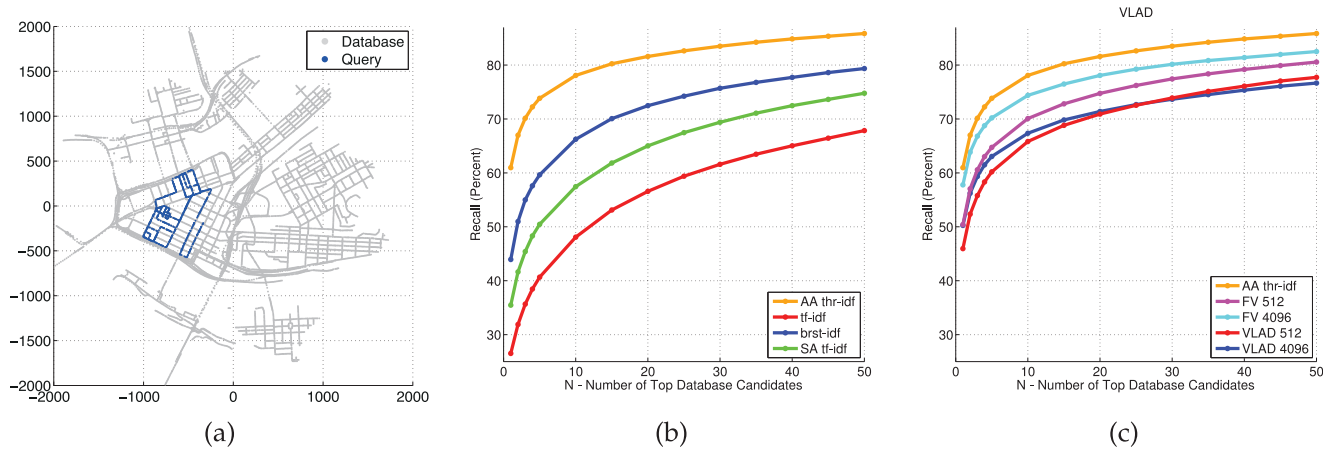 2000
1500
1000
500
0
−500
−1000
−1500
−2000
−2000 −1000 0 1000 2000
Database
Query
(a)
Recall (Percent)
80
70
60
50
40
30
0 10 20 30 40 50
N - Number of Top Database Candidates
AA thr-idf
tf-idf
brst-idf
SA tf-idf
(b)
VLAD
Recall (Percent)
80
70
60
50
40
30
0 10 20 30 40 50
N - Number of Top Database Candidates
AA thr-idf
FV 512
FV 4096
VLAD 512
VLAD 4096
(c)